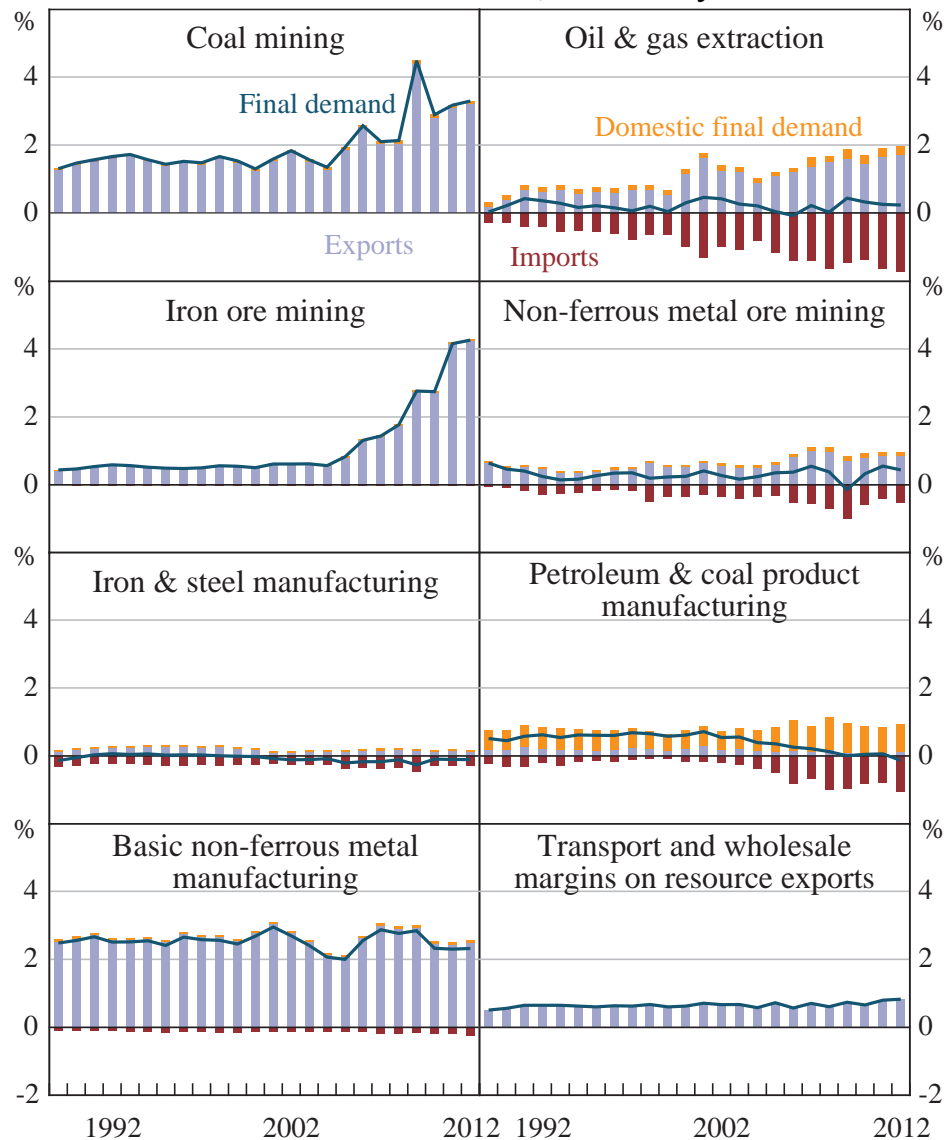 %
%
Coal mining
Oil & gas extraction
4
4
Final demand
Domestic final demand
2
2
0
0
Exports
Imports
%
%
Iron ore mining
Non-ferrous metal ore mining
4
4
2
2
0
0
%
%
Iron & steel manufacturing
Petroleum & coal product
manufacturing
4
4
2
2
0
0
%
%
Basic non-ferrous metal
manufacturing
Transport and wholesale
margins on resource exports
4
4
2
2
0
0
-2
-2
1992
2002
2012
1992
2002
2012